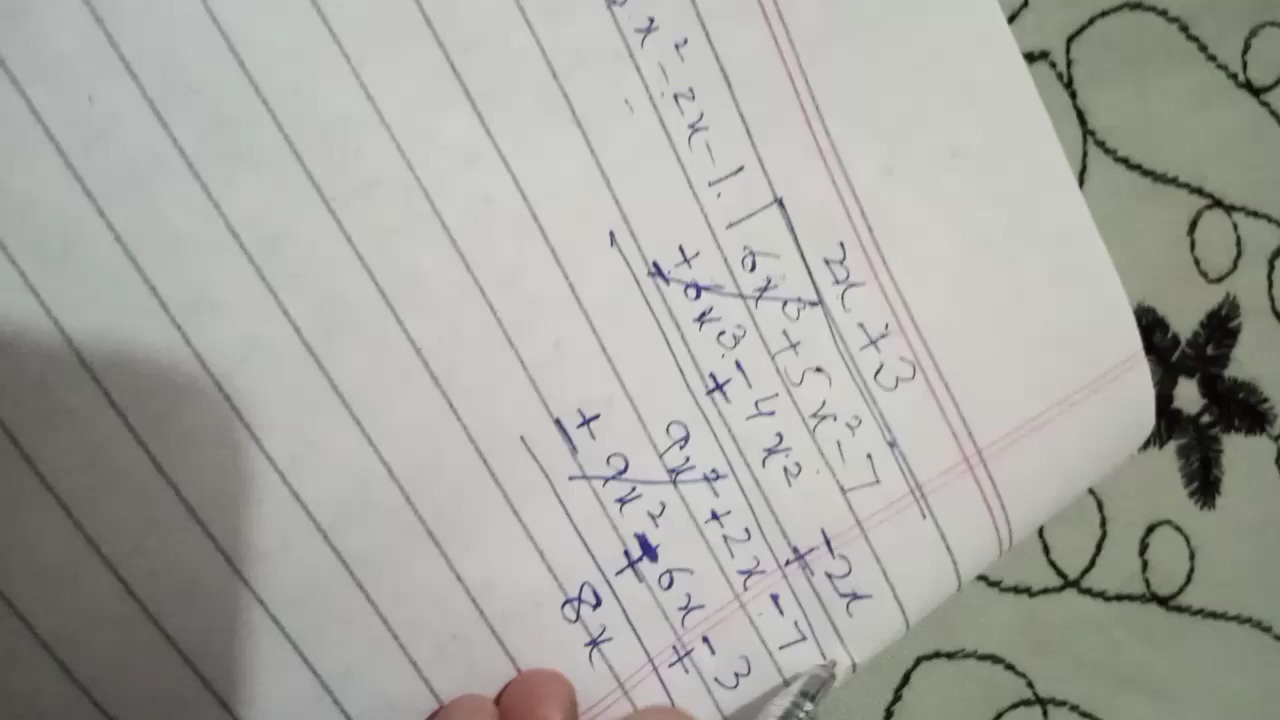 2x + 3
x² - 2x - 1. 6x³ + 5x² - 7
+ 6x³ - 4x² - 2x
+ +
9x² + 2x - 7
+ 9x² 6x - 3
+ +
8x